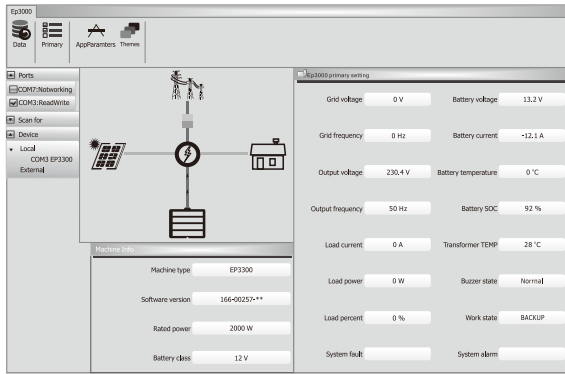 Ep3000
Data Primary AppParamters Themes
Ports
COM7:Notworking
COM3:ReadWrite
Scan for
Device
Local
COM3 EP3300
External
Machine Info
Machine type EP3300
Software version 166-00257-**
Rated power 2000 W
Battery class 12 V
Ep3000 primary setting
Grid voltage 0 V Battery voltage 13.2 V
Grid frequency 0 Hz Battery current -12.1 A
Output voltage 230.4 V Battery temperature 0 °C
Output frequency 50 Hz Battery SOC 92 %
Load current 0 A Transformer TEMP 28 °C
Load power 0 W Buzzer state Norrnal
Load percent 0 % Work state BACKUP
System fault System alarm